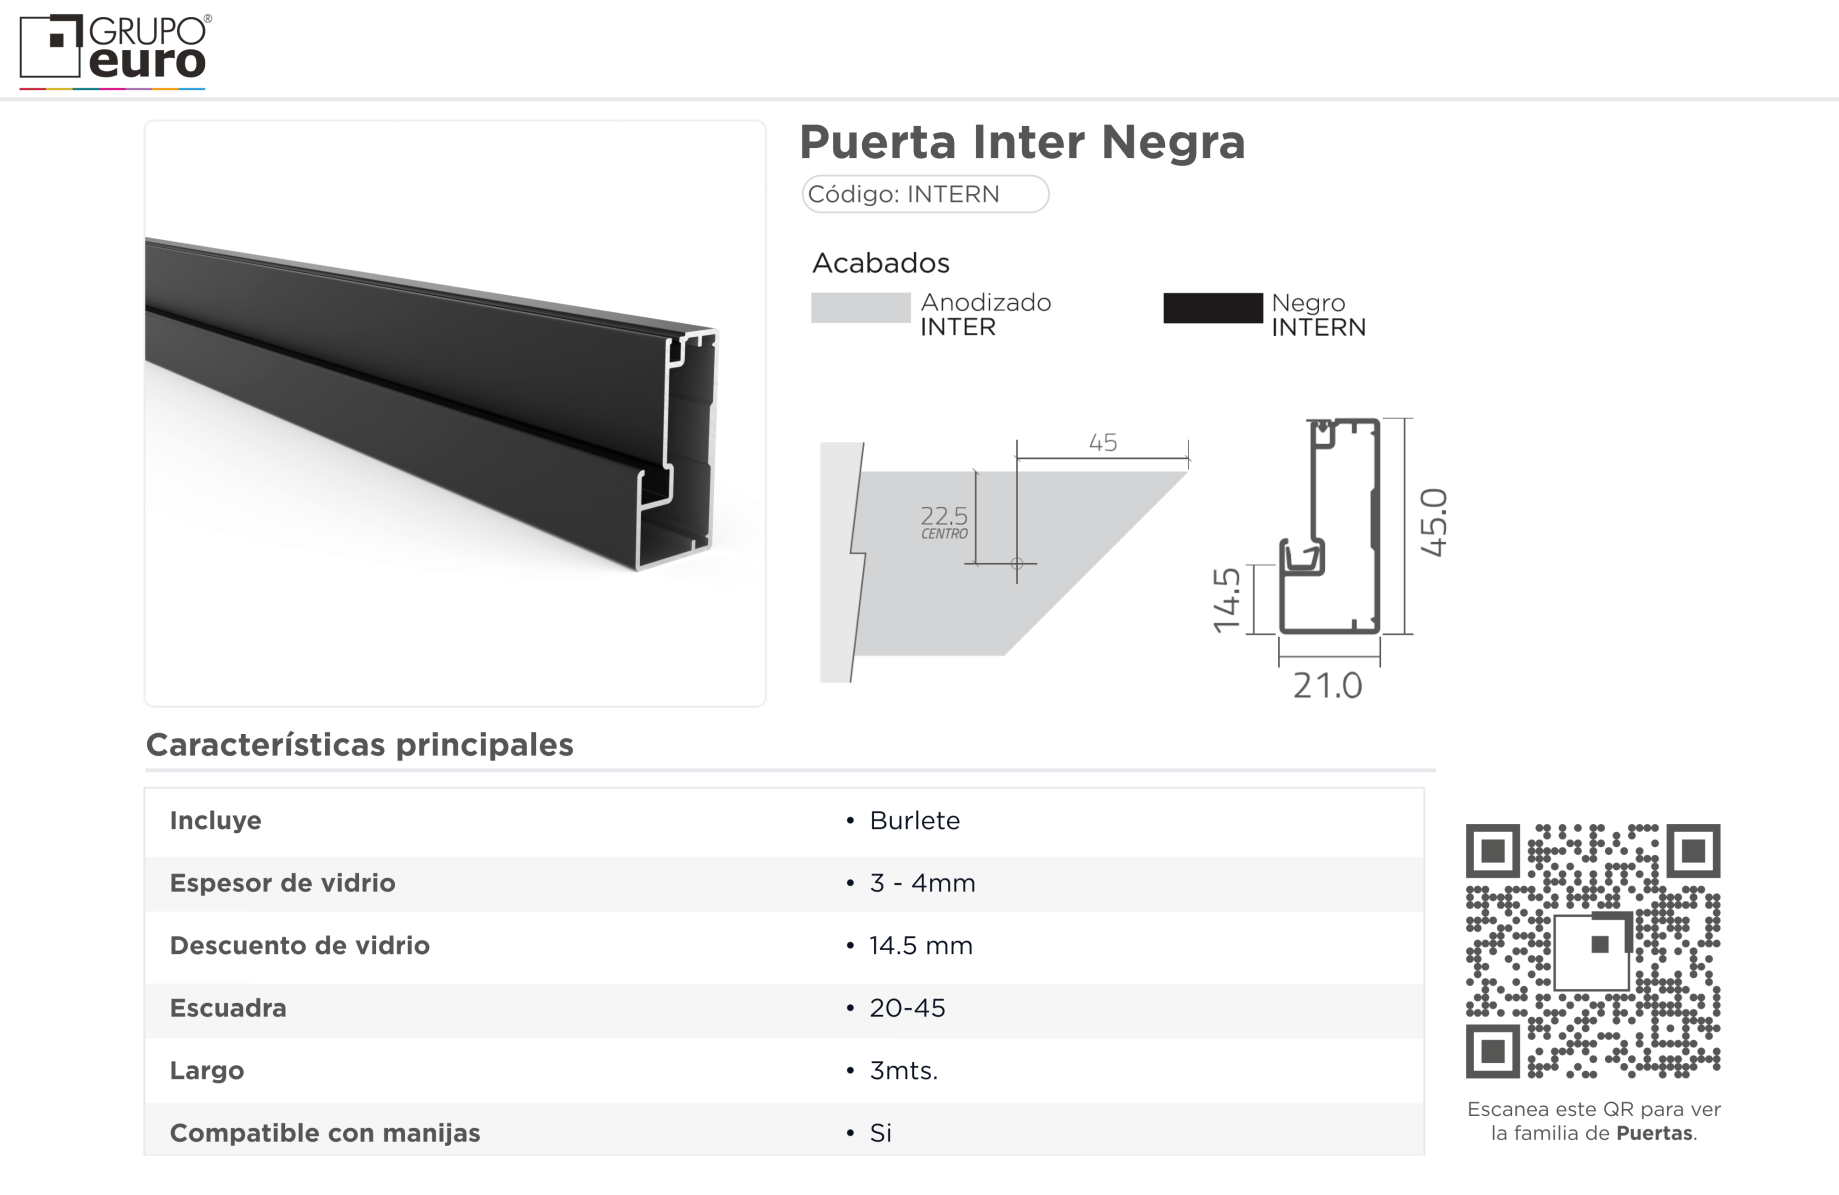 GRUPO®
euro
Puerta Inter Negra
Código: INTERN
Acabados
Anodizado
INTER
Negro
INTERN
45
22.5
CENTRO
14.5
45.0
21.0
Características principales
Incluye • Burlete
Espesor de vidrio • 3 - 4mm
Descuento de vidrio • 14.5 mm
Escuadra • 20-45
Largo • 3mts.
Compatible con manijas • Si
Escanea este QR para ver
la familia de Puertas.